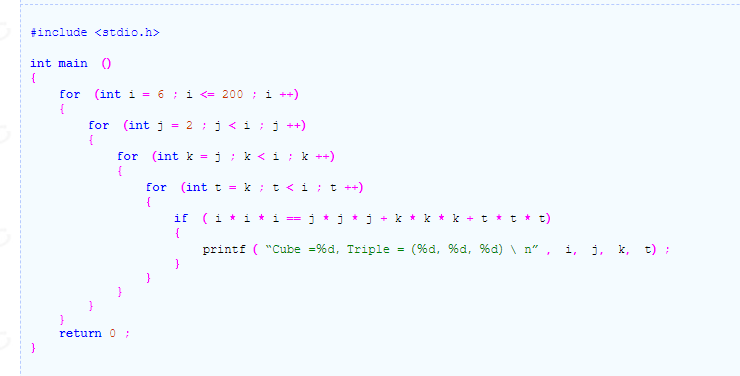 #include <stdio.h>
int main ()
{
for (int i = 6 ; i <= 200 ; i ++)
{
for (int j = 2 ; j < i ; j ++)
{
for (int k = j ; k < i ; k ++)
{
for (int t = k ; t < i ; t ++)
{
if ( i * i * i == j * j * j + k * k * k + t * t * t)
{
printf ( “Cube =%d, Triple = (%d, %d, %d) \ n” , i, j, k, t) ;
}
}
}
}
}
return 0 ;
}